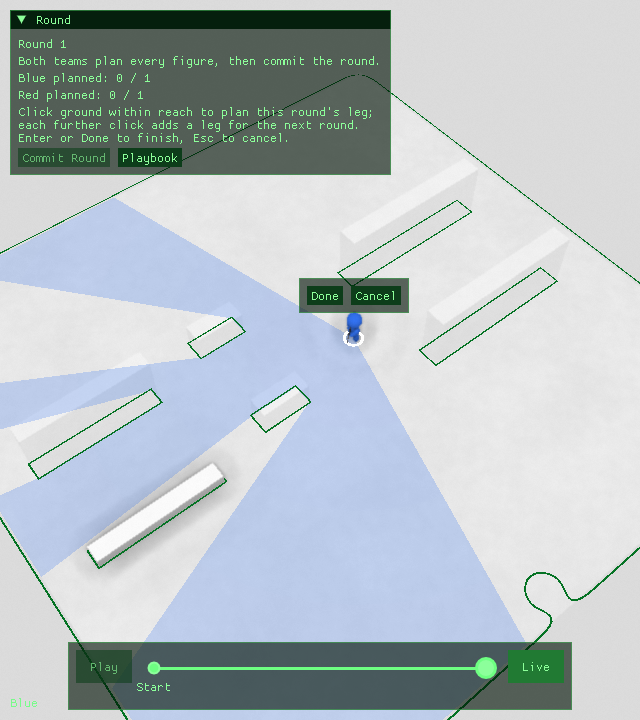 Round
Round 1
Both teams plan every figure, then commit the round.
Blue planned: 0 / 1
Red planned: 0 / 1
Click ground within reach to plan this round's leg;
each further click adds a leg for the next round.
Enter or Done to finish, Esc to cancel.
Commit Round Playbook
Done Cancel
Play Live
Start
Blue